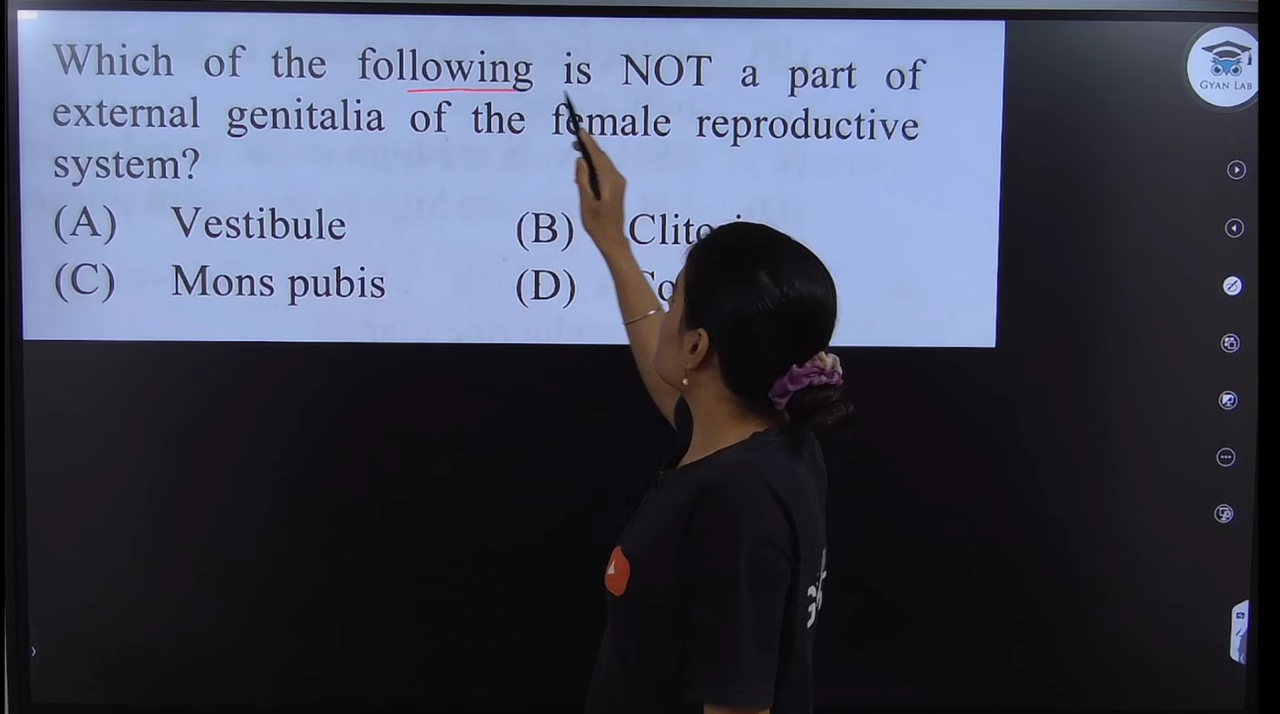 Which of the following is NOT a part of
external genitalia of the female reproductive
system?
(A) Vestibule (B)
(C) Mons pubis (D)
GYAN LAB